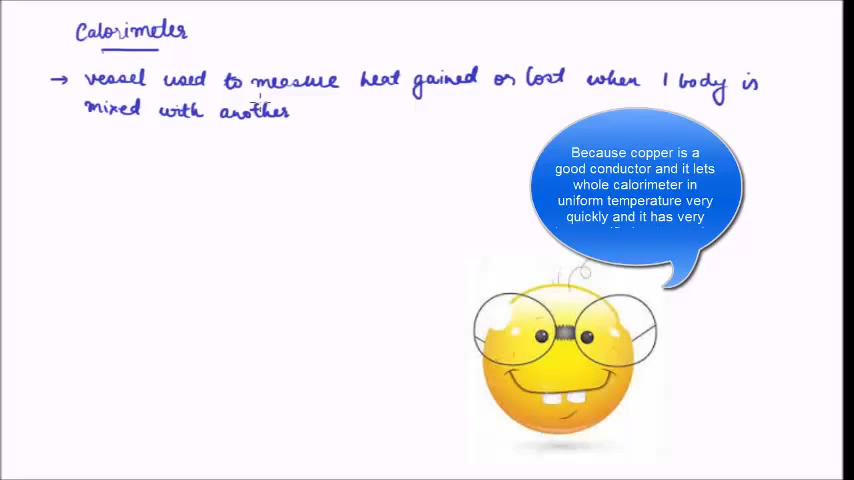 Calorimeter
→ vessel used to measure heat gained or lost when 1 body is
mixed with another
Because copper is a
good conductor and it lets
whole calorimeter in
uniform temperature very
quickly and it has very